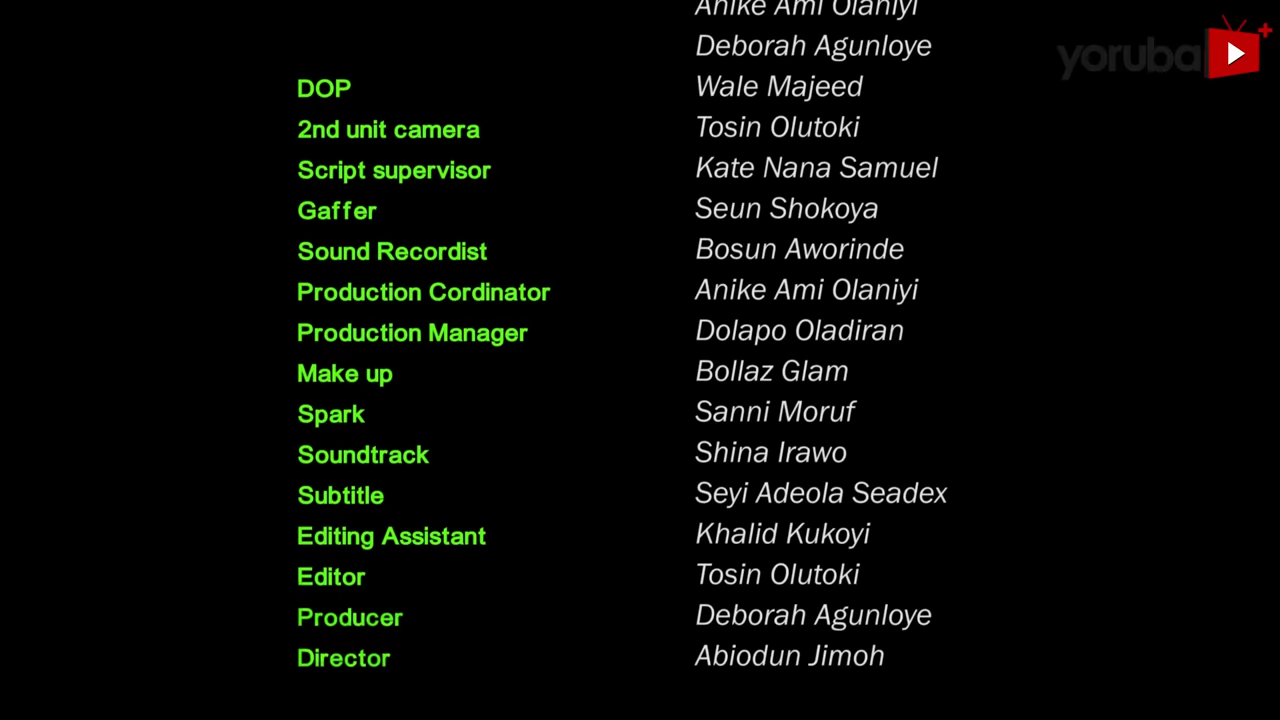 Anike Ami Olaniyi
Deborah Agunloye
yoruba
DOP Wale Majeed
2nd unit camera Tosin Olutoki
Script supervisor Kate Nana Samuel
Gaffer Seun Shokoya
Sound Recordist Bosun Aworinde
Production Cordinator Anike Ami Olaniyi
Production Manager Dolapo Oladiran
Make up Bollaz Glam
Spark Sanni Moruf
Soundtrack Shina Irawo
Subtitle Seyi Adeola Seadex
Editing Assistant Khalid Kukoyi
Editor Tosin Olutoki
Producer Deborah Agunloye
Director Abiodun Jimoh